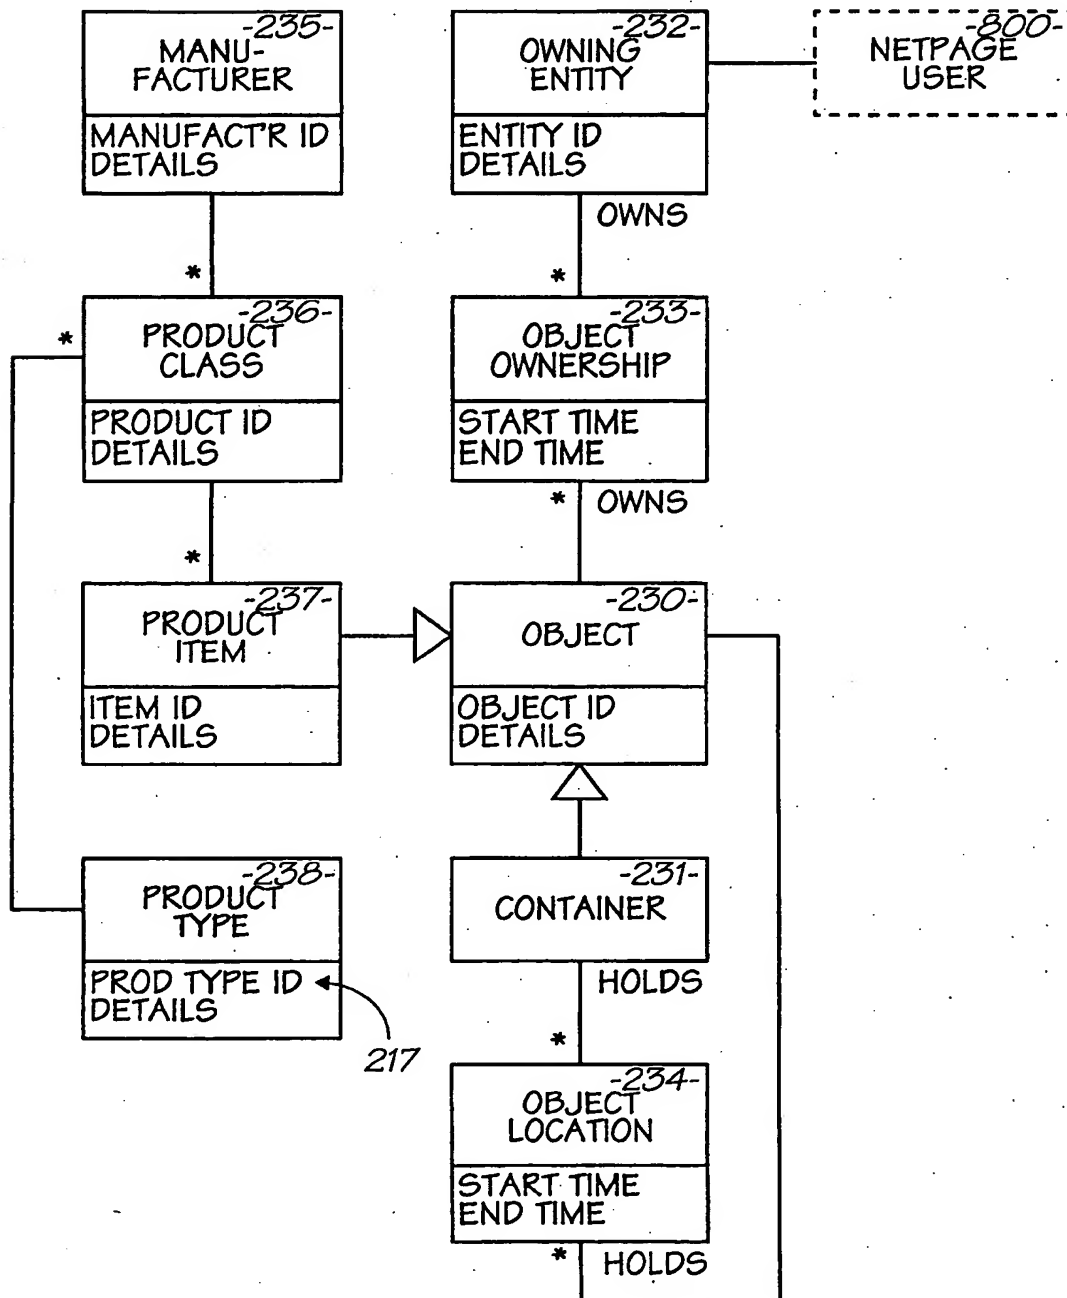 -235-
MANU-
FACTURER
MANUFACT'R ID
DETAILS
-232-
OWNING
ENTITY
ENTITY ID
DETAILS
-800-
NETPAGE
USER
OWNS
*
*
-236-
PRODUCT
CLASS
PRODUCT ID
DETAILS
*
-233-
OBJECT
OWNERSHIP
START TIME
END TIME
* OWNS
*
-237-
PRODUCT
ITEM
ITEM ID
DETAILS
-230-
OBJECT
OBJECT ID
DETAILS
-238-
PRODUCT
TYPE
PROD TYPE ID
DETAILS
217
-231-
CONTAINER
HOLDS
*
-234-
OBJECT
LOCATION
START TIME
END TIME
* HOLDS